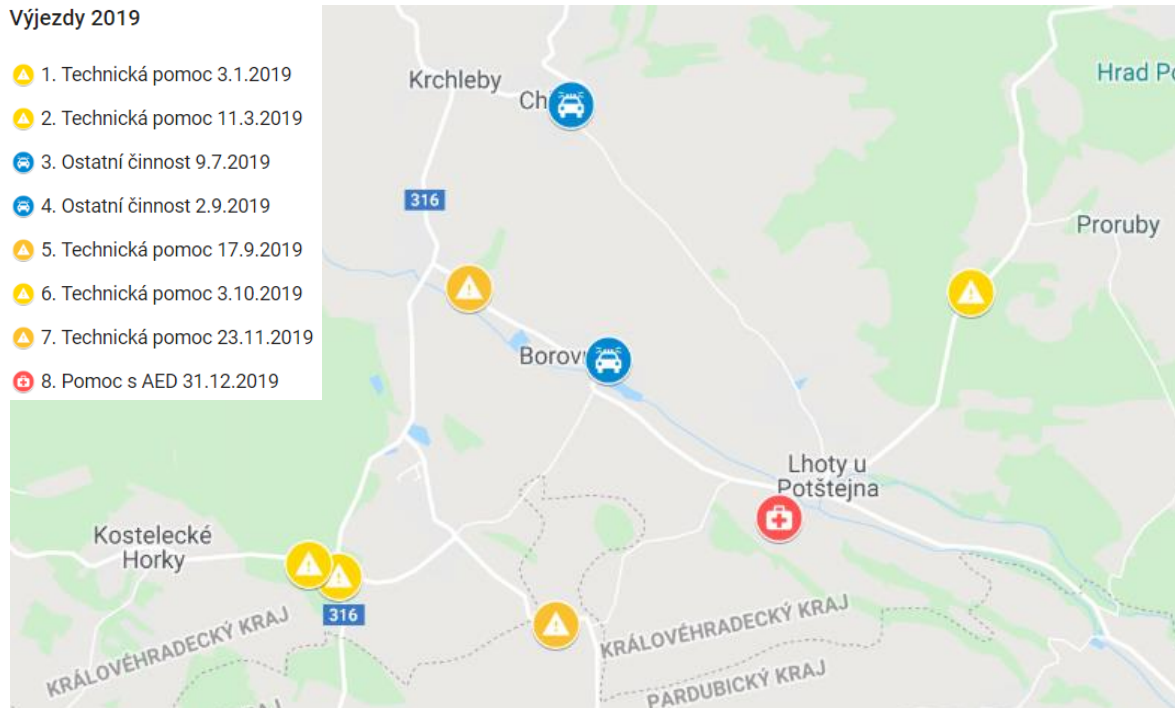 Výjezdy 2019
1. Technická pomoc 3.1.2019
2. Technická pomoc 11.3.2019
3. Ostatní činnost 9.7.2019
4. Ostatní činnost 2.9.2019
5. Technická pomoc 17.9.2019
6. Technická pomoc 3.10.2019
7. Technická pomoc 23.11.2019
8. Pomoc s AED 31.12.2019
Krchleby
Ch
Hrad Po
316
Proruby
Borov
Lhoty u
Potštejna
Kostelecké
Horky
316
KRÁLOVÉHRADECKÝ KRAJ
KRÁLOVÉHRADECKÝ KRAJ
PARDUBICKÝ KRAJ